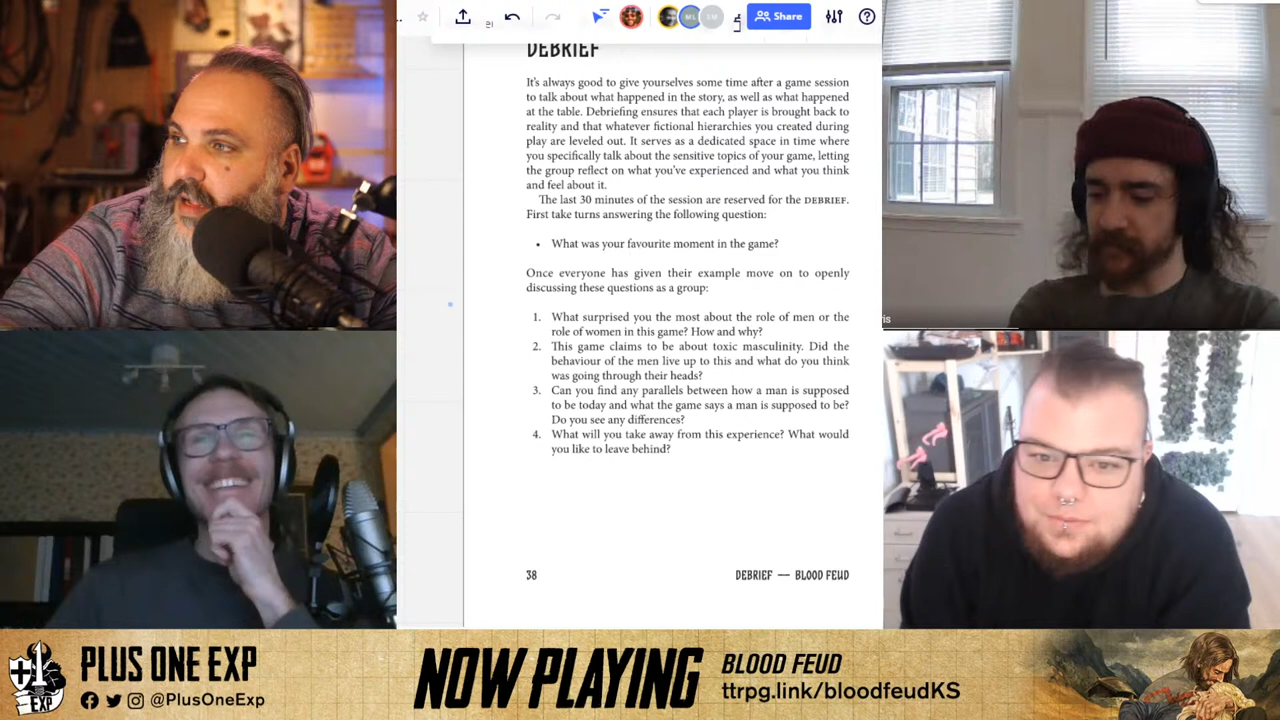 ML
EM
Share
DEBRIEF
It's always good to give yourselves some time after a game session
to talk about what happened in the story, as well as what happened
at the table. Debriefing ensures that each player is brought back to
reality and that whatever fictional hierarchies you created during
play are leveled out. It serves as a dedicated space in time where
you specifically talk about the sensitive topics of your game, letting
the group reflect on what you've experienced and what you think
and feel about it.
The last 30 minutes of the session are reserved for the DEBRIEF.
First take turns answering the following question:
• What was your favourite moment in the game?
Once everyone has given their example move on to openly
discussing these questions as a group:
1. What surprised you the most about the role of men or the
role of women in this game? How and why?
2. This game claims to be about toxic masculinity. Did the
behaviour of the men live up to this and what do you think
was going through their heads?
3. Can you find any parallels between how a man is supposed
to be today and what the game says a man is supposed to be?
Do you see any differences?
4. What will you take away from this experience? What would
you like to leave behind?
38
DEBRIEF — BLOOD FEUD
ris
+1
EXP
PLUS ONE EXP
@PlusOneExp
NOW PLAYING
BLOOD FEUD
ttrpg.link/bloodfeudKS